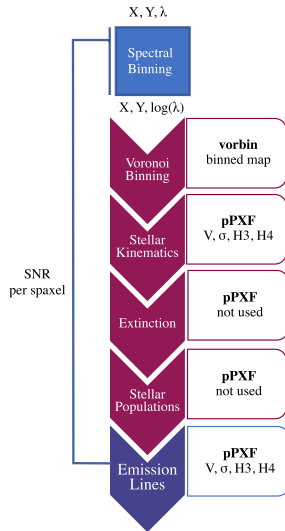 X, Y, λ
Spectral
Binning
X, Y, log(λ)
Voronoi
Binning
vorbin
binned map
Stellar
Kinematics
pPXF
V, σ, H3, H4
SNR
per spaxel
Extinction
pPXF
not used
Stellar
Populations
pPXF
not used
Emission
Lines
pPXF
V, σ, H3, H4